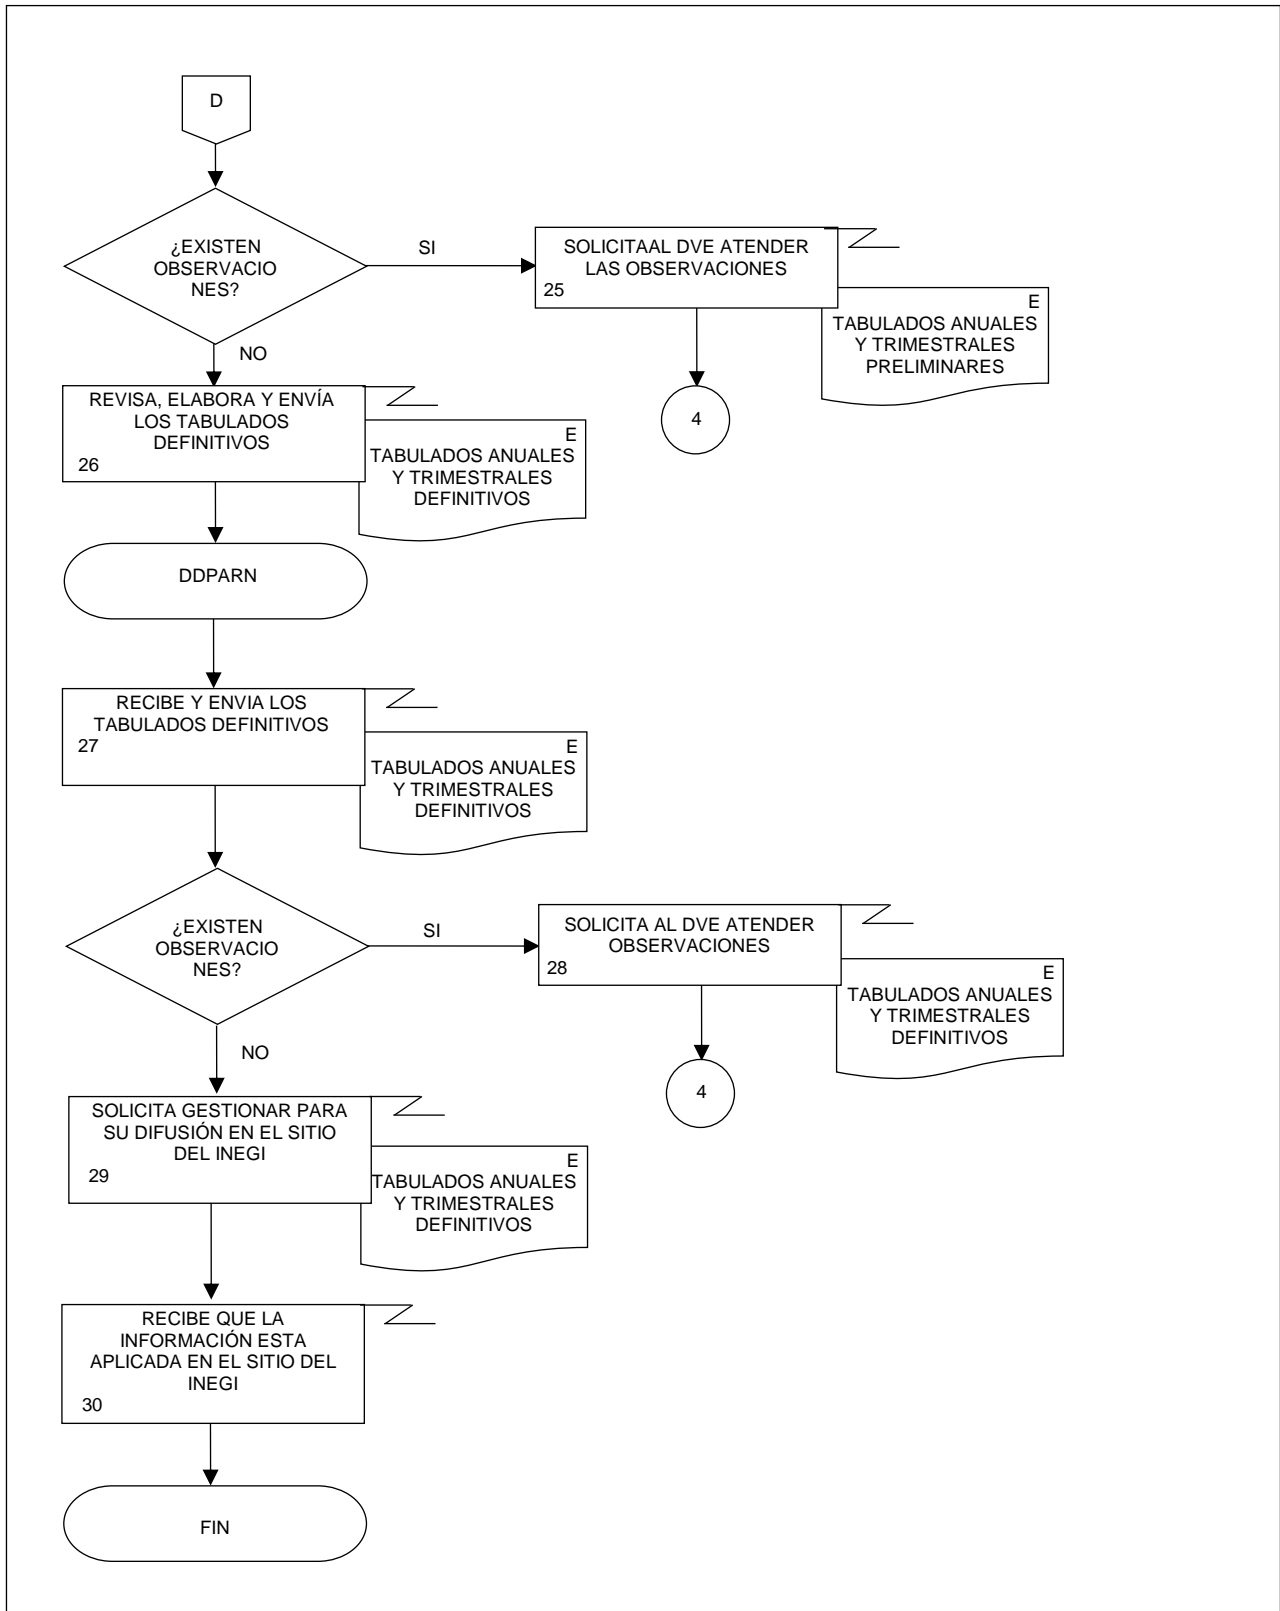 D
¿EXISTEN
OBSERVACIO
NES?
SI
SOLICITAAL DVE ATENDER
LAS OBSERVACIONES
25
E
TABULADOS ANUALES
Y TRIMESTRALES
PRELIMINARES
4
NO
REVISA, ELABORA Y ENVÍA
LOS TABULADOS
DEFINITIVOS
26
E
TABULADOS ANUALES
Y TRIMESTRALES
DEFINITIVOS
DDPARN
RECIBE Y ENVIA LOS
TABULADOS DEFINITIVOS
27
E
TABULADOS ANUALES
Y TRIMESTRALES
DEFINITIVOS
¿EXISTEN
OBSERVACIO
NES?
SI
SOLICITA AL DVE ATENDER
OBSERVACIONES
28
E
TABULADOS ANUALES
Y TRIMESTRALES
DEFINITIVOS
4
NO
SOLICITA GESTIONAR PARA
SU DIFUSIÓN EN EL SITIO
DEL INEGI
29
E
TABULADOS ANUALES
Y TRIMESTRALES
DEFINITIVOS
RECIBE QUE LA
INFORMACIÓN ESTA
APLICADA EN EL SITIO DEL
INEGI
30
FIN